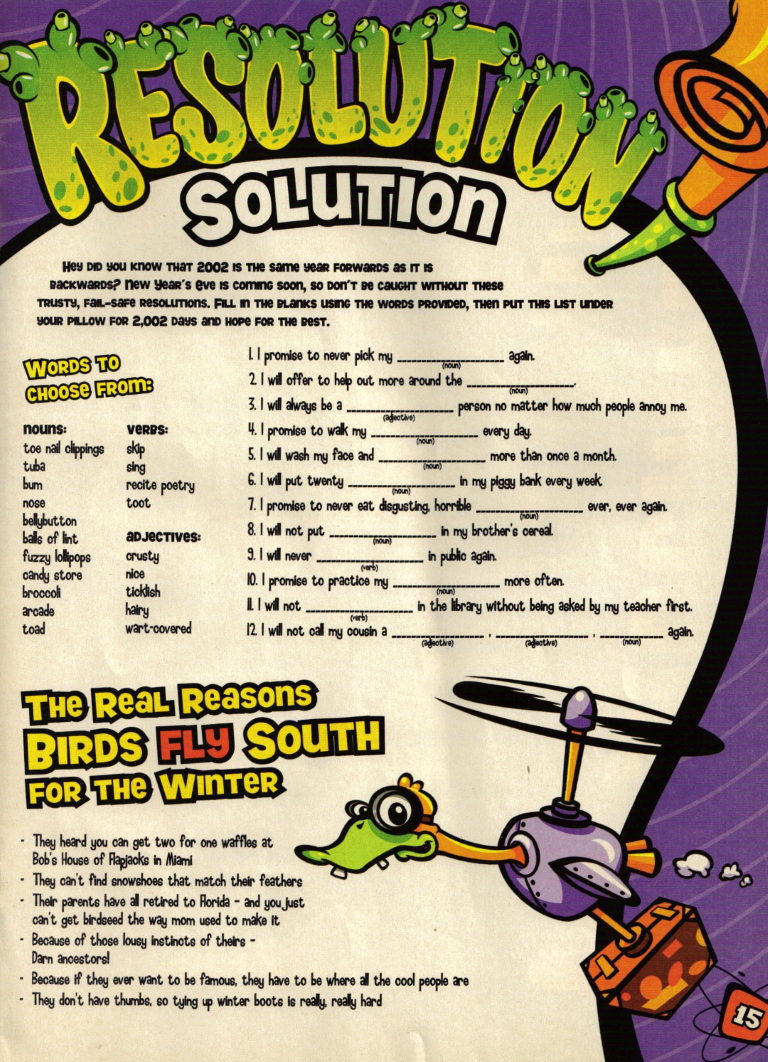 RESOLUTION
SOLUTION
Hey did you know that 2002 is the same year forwards as it is
backwards? New Year's Eve is coming soon, so don't be caught without these
trusty, fail-safe resolutions. Fill in the blanks using the words provided, then put this list under
your pillow for 2,002 days and hope for the best.
Words to
choose from:
nouns:
toe nail clippings
tuba
bum
nose
bellybutton
balls of lint
fuzzy lollipops
candy store
broccoli
arcade
toad
verbs:
skip
sing
recite poetry
toot
adjectives:
crusty
nice
ticklish
hairy
wart-covered
1. I promise to never pick my ____________ again.
(noun)
2. I will offer to help out more around the ____________.
(noun)
3. I will always be a ____________ person no matter how much people annoy me.
(adjective)
4. I promise to walk my ____________ every day.
(noun)
5. I will wash my face and ____________ more than once a month.
(noun)
6. I will put twenty ____________ in my piggy bank every week.
(noun)
7. I promise to never eat disgusting, horrible ____________ ever, ever again.
(noun)
8. I will not put ____________ in my brother's cereal.
(noun)
9. I will never ____________ in public again.
(verb)
10. I promise to practice my ____________ more often.
(noun)
11. I will not ____________ in the library without being asked by my teacher first.
(verb)
12. I will not call my cousin a __________ , __________ , _______ again.
(adjective) (adjective) (noun)
The Real Reasons
Birds Fly South
for the Winter
- They heard you can get two for one waffles at
Bob's House of Flapjacks in Miami
- They can't find snowshoes that match their feathers
- Their parents have all retired to Florida - and you just
can't get birdseed the way mom used to make it
- Because of those lousy instincts of theirs -
Darn ancestors!
- Because if they ever want to be famous, they have to be where all the cool people are
- They don't have thumbs, so tying up winter boots is really, really hard
15